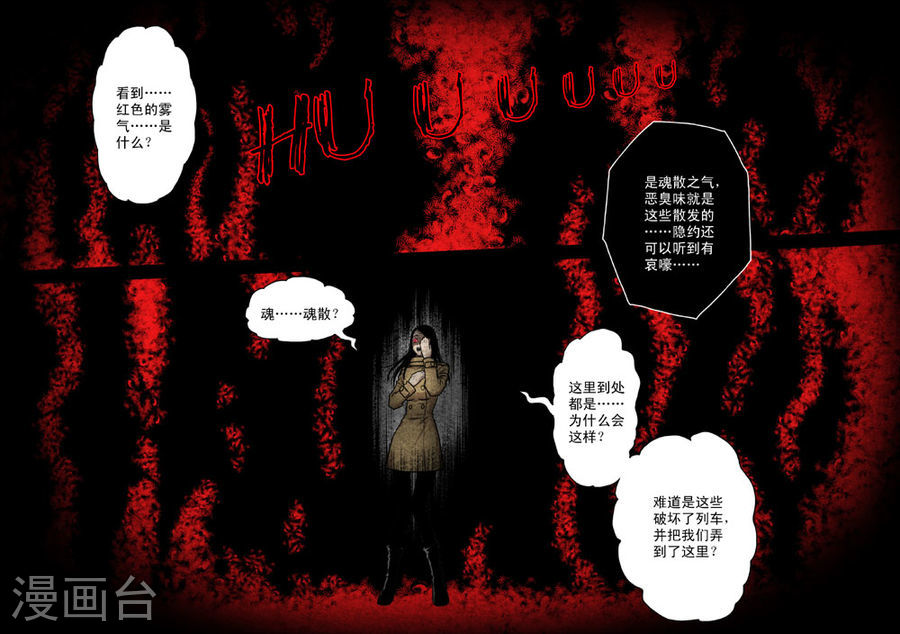 看到……
红色的雾
气……是
什么？
HUUUUUU
是魂散之气，
恶臭味就是
这些散发的
……隐约还
可以听到有
哀嚎……
魂……魂散？
这里到处
都是……
为什么会
这样？
难道是这些
破坏了列车，
并把我们弄
到了这里？
漫画台